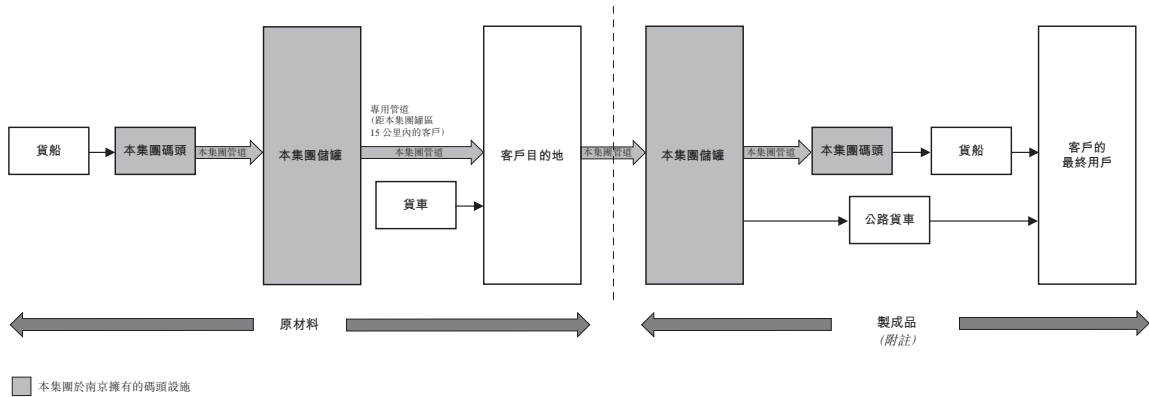 專用管道
(距本集團罐區
15 公里內的客戶)
貨船
本集團碼頭
本集團管道
本集團儲罐
本集團管道
貨車
客戶目的地
本集團管道
本集團儲罐
本集團管道
本集團碼頭
貨船
公路貨車
客戶的
最終用戶
原材料
製成品
(附註)
本集團於南京擁有的碼頭設施